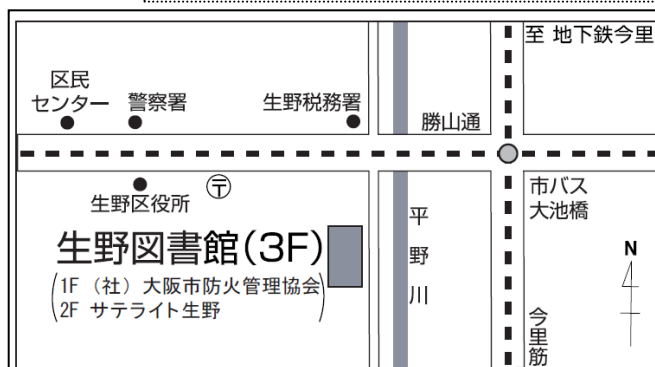 至 地下鉄今里
区民
センター
警察署
生野税務署
勝山通
〒
生野区役所
市バス
大池橋
生野図書館(3F)
1F (社) 大阪市防火管理協会
2F サテライト生野
平野川
N
今里筋